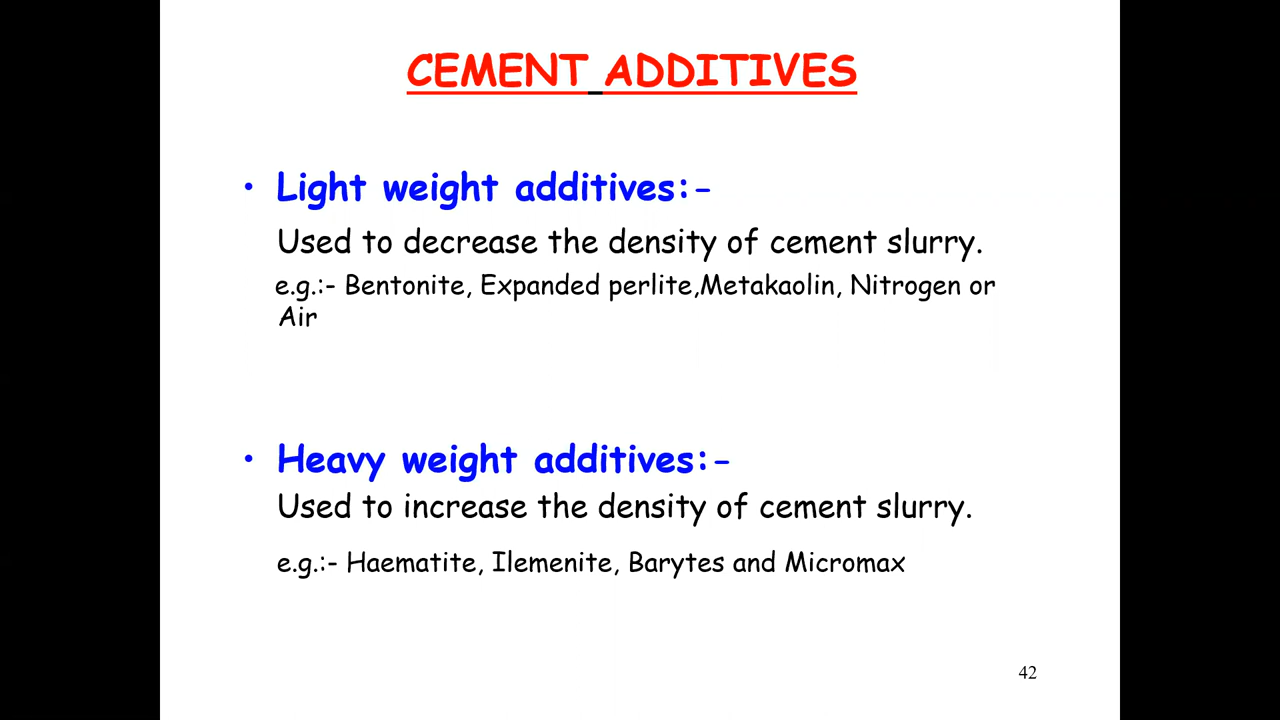 CEMENT ADDITIVES
• Light weight additives:-
Used to decrease the density of cement slurry.
e.g.:- Bentonite, Expanded perlite,Metakaolin, Nitrogen or
Air
• Heavy weight additives:-
Used to increase the density of cement slurry.
e.g.:- Haematite, Ilemenite, Barytes and Micromax
42